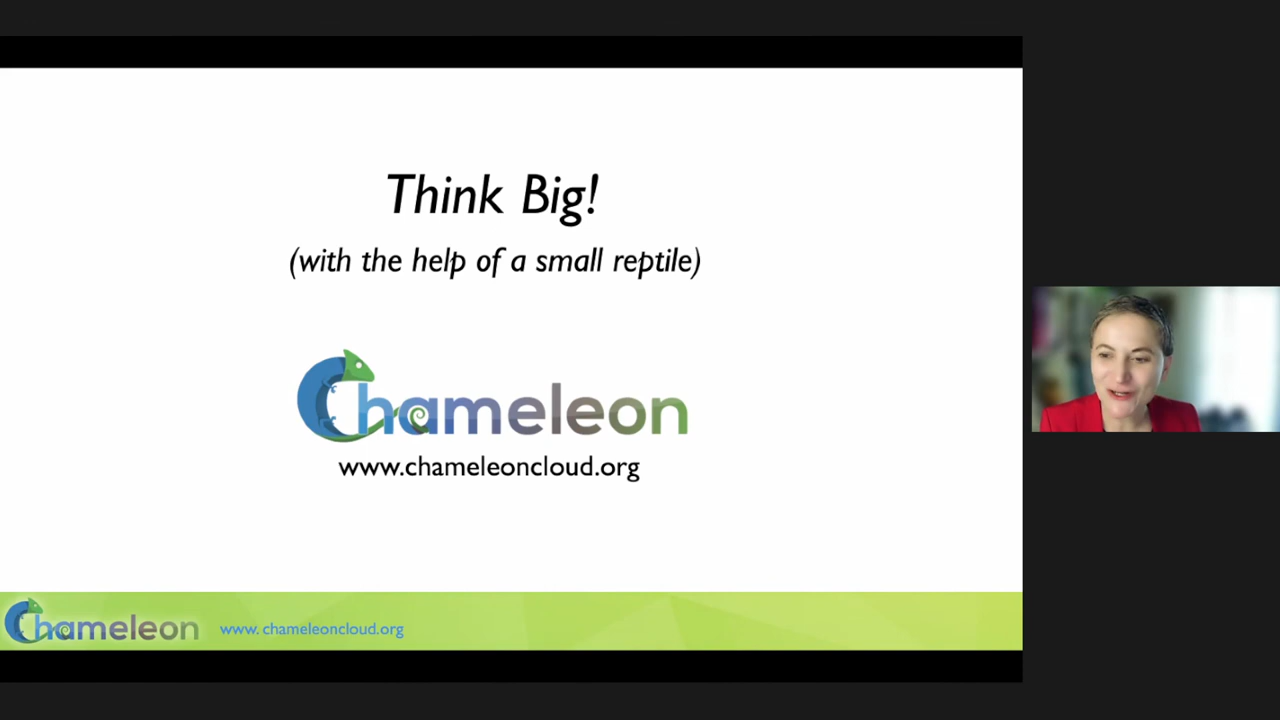 Think Big!
(with the help of a small reptile)
Chameleon
www.chameleoncloud.org
Chameleon www. chameleoncloud.org